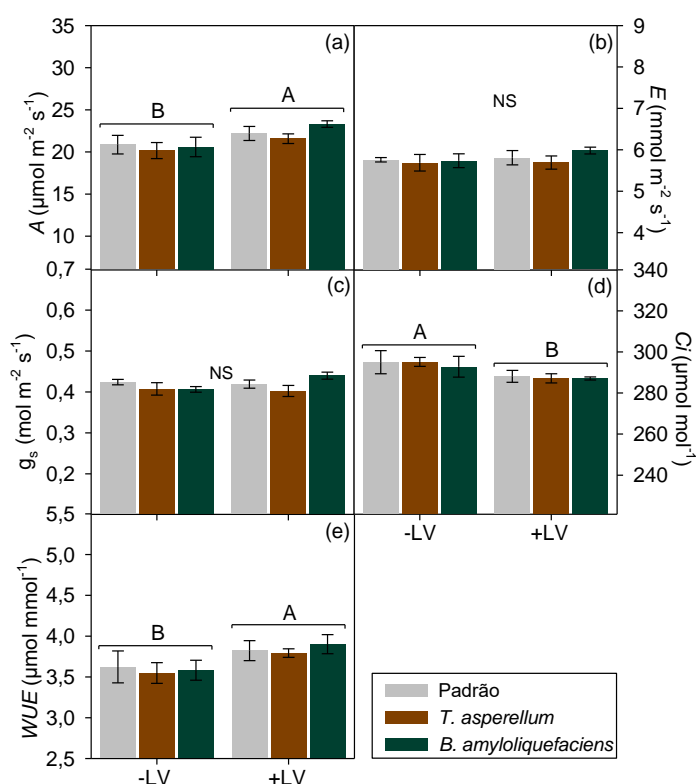 35
30
25
20
15
10
A (µmol m-2 s-1)
(a)
B
A
9
8
7
6
5
4
E (mmol m-2 s-1)
(b)
NS
0,7
0,6
0,5
0,4
0,3
0,2
gs (mol m-2 s-1)
(c)
NS
340
320
300
280
260
240
Ci (µmol mol-1)
(d)
A
B
-LV
+LV
5,5
5,0
4,5
4,0
3,5
3,0
2,5
WUE (µmol mmol-1)
(e)
B
A
-LV
+LV
Padrão
T. asperellum
B. amyloliquefaciens